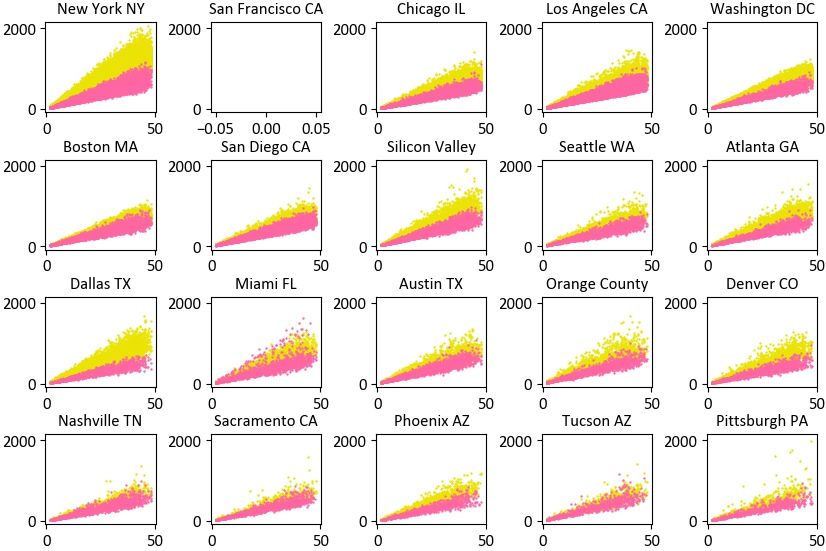 New York NY San Francisco CA Chicago IL Los Angeles CA Washington DC
2000 2000 2000 2000
0 0 0 0
0 50 −0.05 0.00 0.05 0 50 0 50 0 50
Boston MA San Diego CA Silicon Valley Seattle WA Atlanta GA
2000 2000 2000 2000 2000
0 0 0 0 0
0 50 0 50 0 50 0 50 0 50
Dallas TX Miami FL Austin TX Orange County Denver CO
2000 2000 2000 2000 2000
0 0 0 0 0
0 50 0 50 0 50 0 50 0 50
Nashville TN Sacramento CA Phoenix AZ Tucson AZ Pittsburgh PA
2000 2000 2000 2000 2000
0 0 0 0 0
0 50 0 50 0 50 0 50 0 50